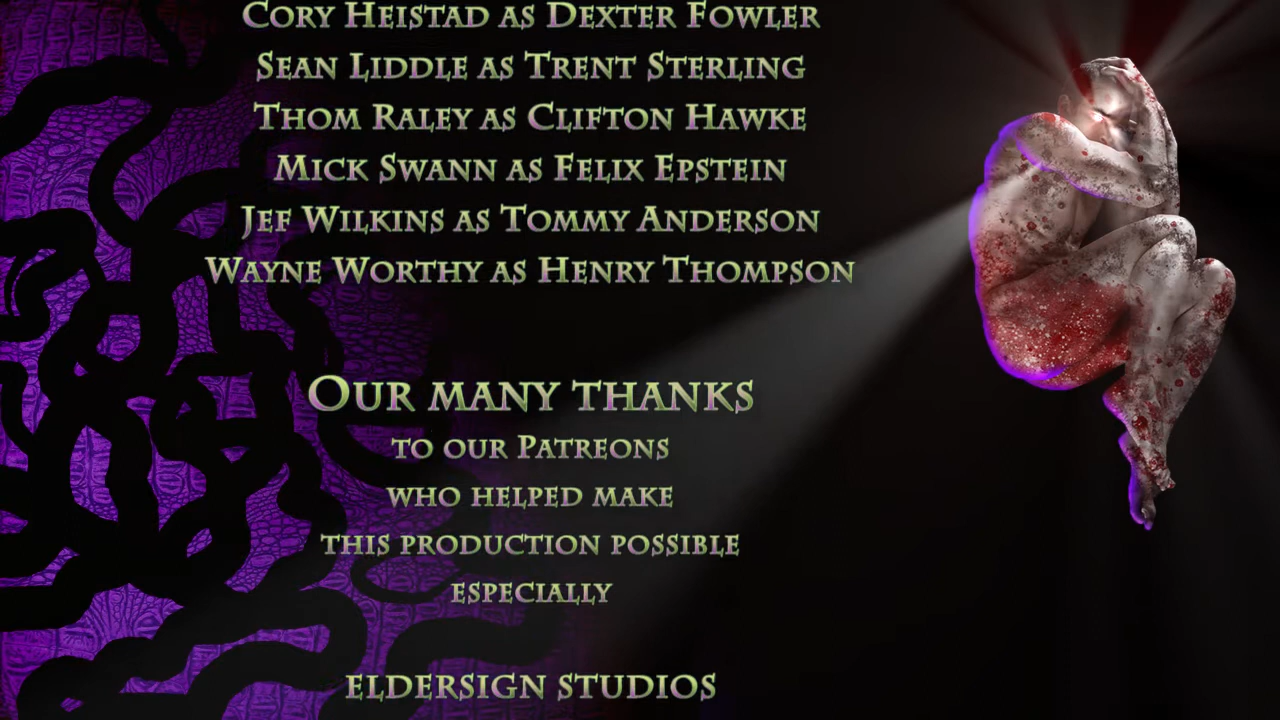 Cory Heistad as Dexter Fowler
Sean Liddle as Trent Sterling
Thom Raley as Clifton Hawke
Mick Swann as Felix Epstein
Jef Wilkins as Tommy Anderson
Wayne Worthy as Henry Thompson
Our many thanks
to our Patreons
who helped make
this production possible
especially
Eldersign Studios